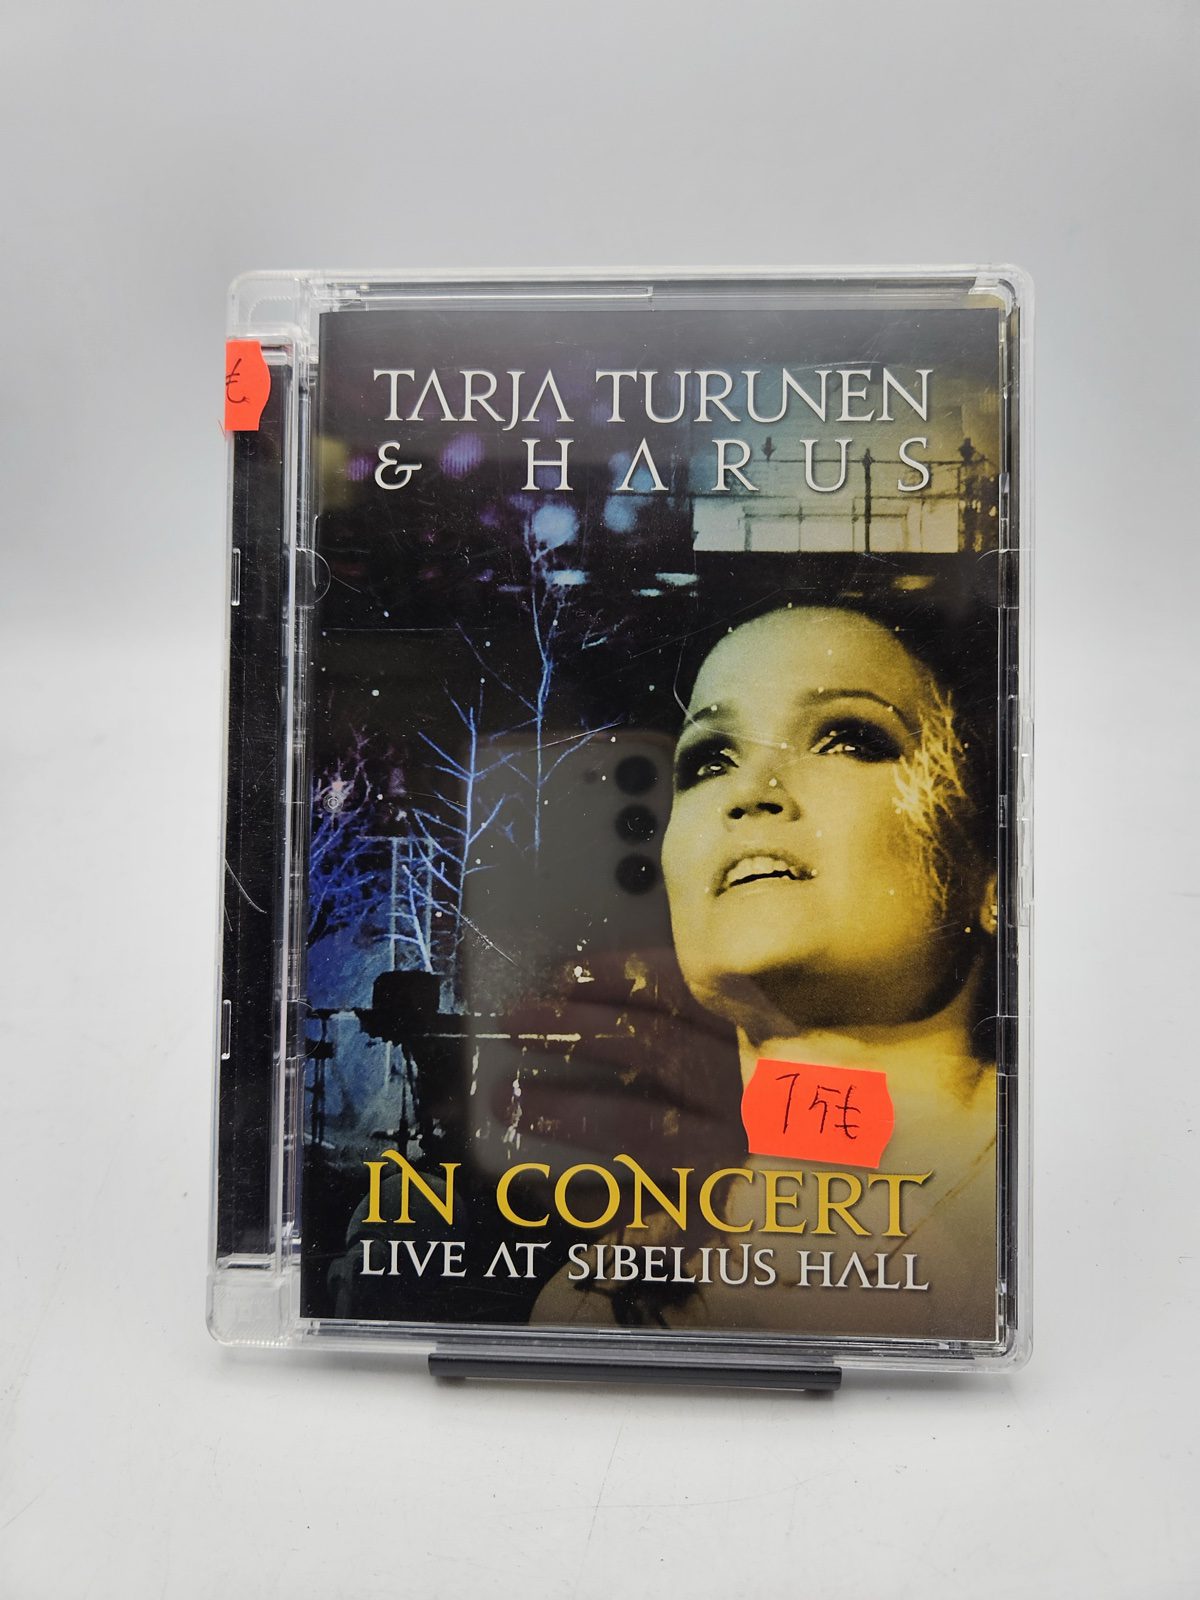 TARJA TURUNEN
& HARUS
€
15€
IN CONCERT
LIVE AT SIBELIUS HALL